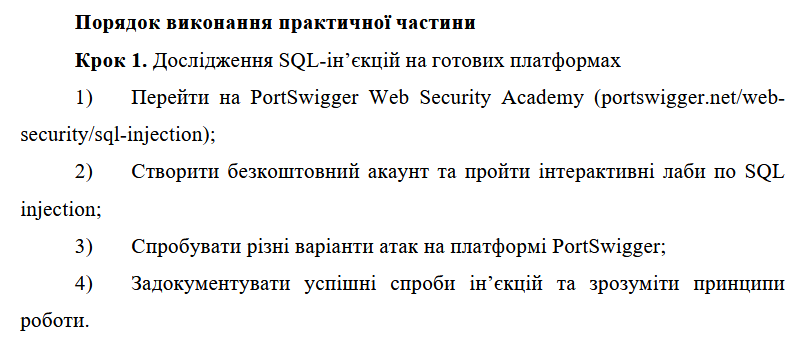 Порядок виконання практичної частини
Крок 1. Дослідження SQL-ін’єкцій на готових платформах
1) Перейти на PortSwigger Web Security Academy (portswigger.net/web-
security/sql-injection);
2) Створити безкоштовний акаунт та пройти інтерактивні лаби по SQL
injection;
3) Спробувати різні варіанти атак на платформі PortSwigger;
4) Задокументувати успішні спроби ін’єкцій та зрозуміти принципи
роботи.